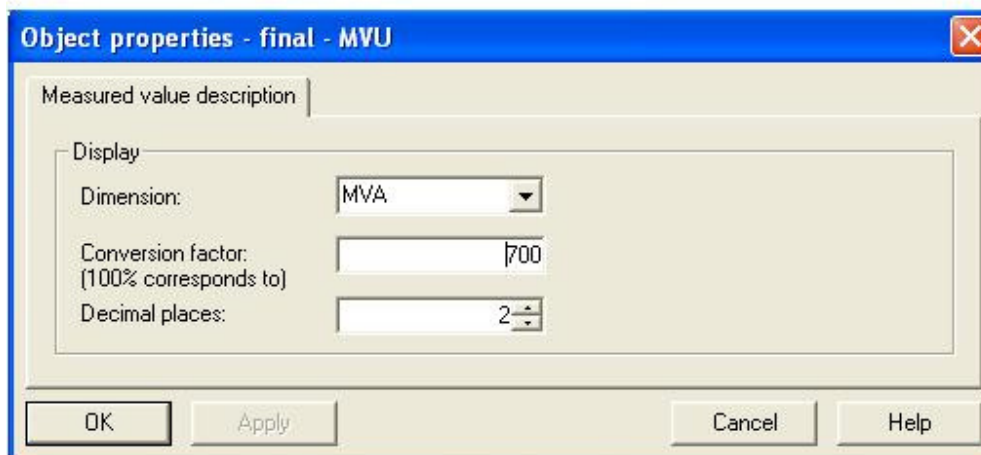 Object properties - final - MVU
Measured value description
Display
Dimension: MVA
Conversion factor: 700
(100% corresponds to)
Decimal places: 2
OK Apply Cancel Help